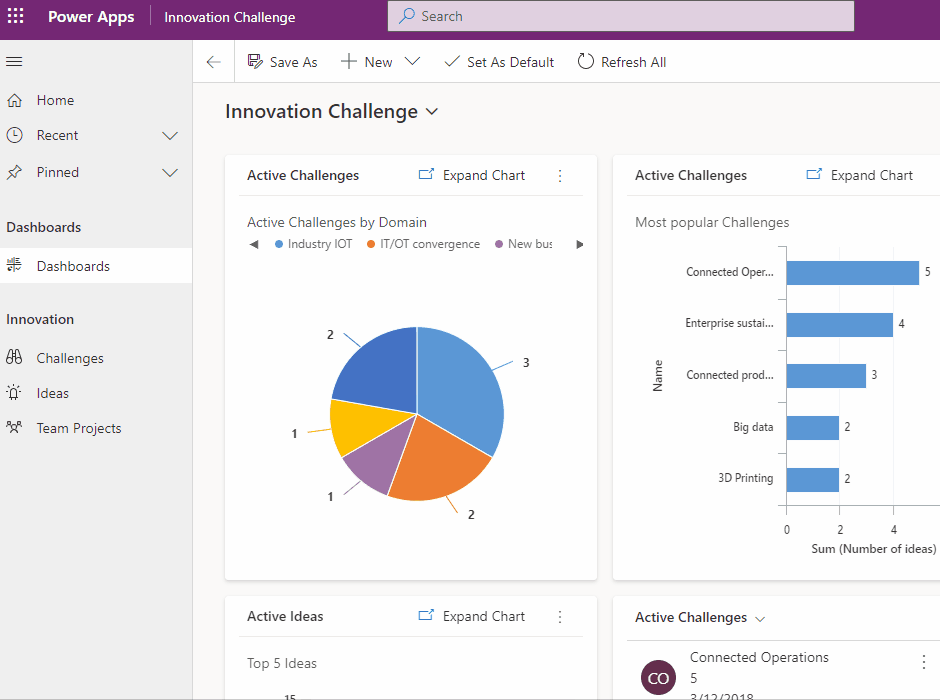 Power Apps
Innovation Challenge
Search
Save As
New
Set As Default
Refresh All
Home
Recent
Pinned
Dashboards
Dashboards
Innovation
Challenges
Ideas
Team Projects
Innovation Challenge
Active Challenges
Expand Chart
Active Challenges by Domain
Industry IOT
IT/OT convergence
New bus
2
3
1
1
2
Active Challenges
Expand Chart
Most popular Challenges
Name
Connected Oper...
5
Enterprise sustai...
4
Connected prod...
3
Big data
2
3D Printing
2
0
2
4
Sum (Number of ideas)
Active Ideas
Expand Chart
Top 5 Ideas
15
Active Challenges
CO
Connected Operations
5
3/12/2018